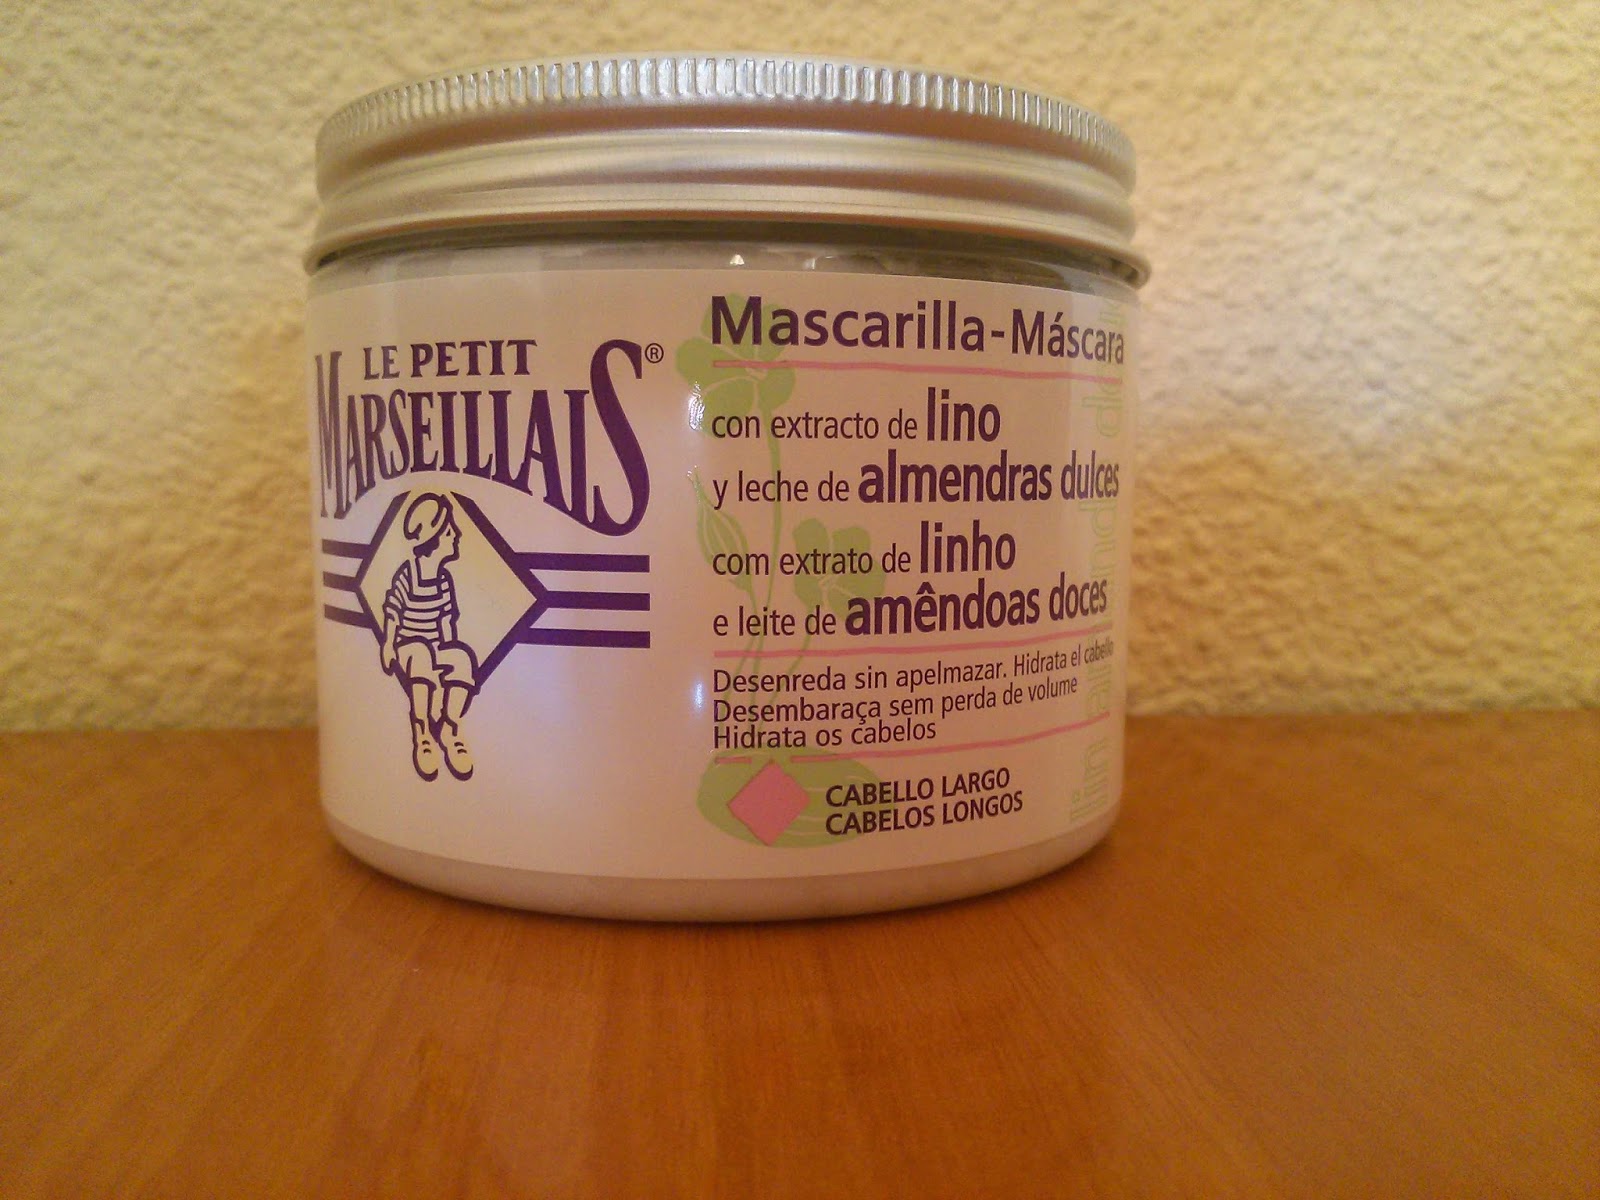 LE PETIT
MARSEILLAIS®
Mascarilla-Máscara
con extracto de lino
y leche de almendras dulces
com extrato de linho
e leite de amêndoas doces
Desenreda sin apelmazar. Hidrata el cabello
Desembaraça sem perda de volume
Hidrata os cabelos
CABELLO LARGO
CABELOS LONGOS
lin